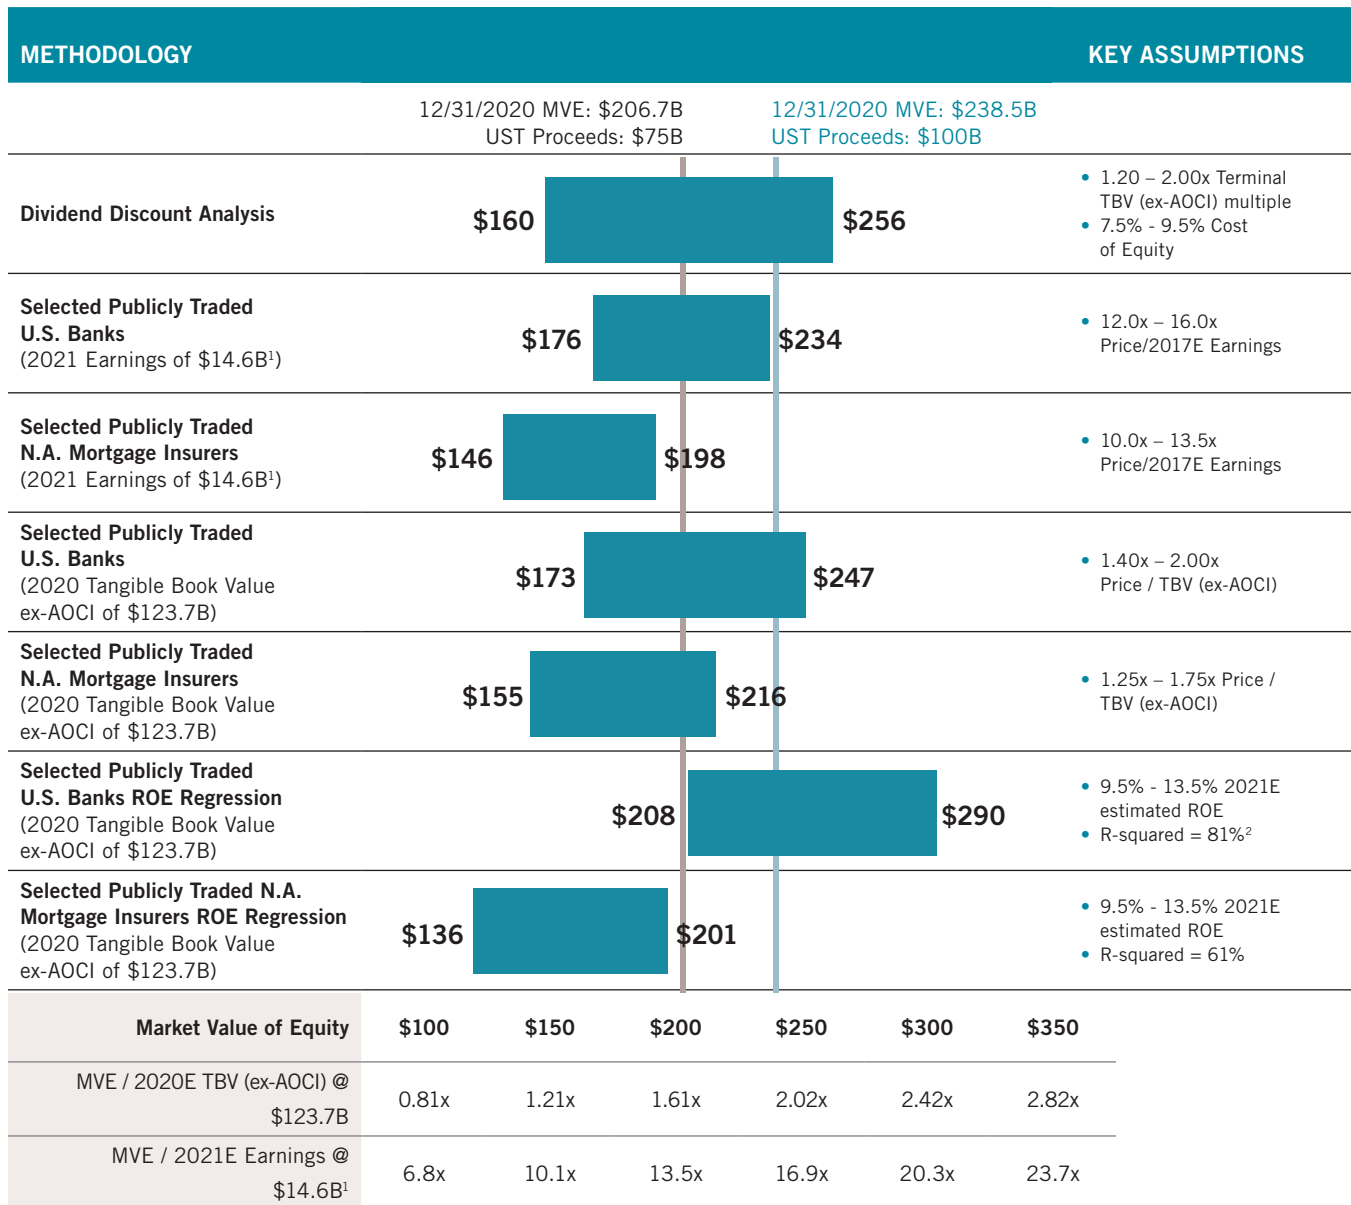 METHODOLOGY
KEY ASSUMPTIONS
12/31/2020 MVE: $206.7B
UST Proceeds: $75B
12/31/2020 MVE: $238.5B
UST Proceeds: $100B
Dividend Discount Analysis
$160
$256
• 1.20 – 2.00x Terminal
TBV (ex-AOCI) multiple
• 7.5% - 9.5% Cost
of Equity
Selected Publicly Traded
U.S. Banks
(2021 Earnings of $14.6B¹)
$176
$234
• 12.0x – 16.0x
Price/2017E Earnings
Selected Publicly Traded
N.A. Mortgage Insurers
(2021 Earnings of $14.6B¹)
$146
$198
• 10.0x – 13.5x
Price/2017E Earnings
Selected Publicly Traded
U.S. Banks
(2020 Tangible Book Value
ex-AOCI of $123.7B)
$173
$247
• 1.40x – 2.00x
Price / TBV (ex-AOCI)
Selected Publicly Traded
N.A. Mortgage Insurers
(2020 Tangible Book Value
ex-AOCI of $123.7B)
$155
$216
• 1.25x – 1.75x Price /
TBV (ex-AOCI)
Selected Publicly Traded
U.S. Banks ROE Regression
(2020 Tangible Book Value
ex-AOCI of $123.7B)
$208
$290
• 9.5% - 13.5% 2021E
estimated ROE
• R-squared = 81%²
Selected Publicly Traded N.A.
Mortgage Insurers ROE Regression
(2020 Tangible Book Value
ex-AOCI of $123.7B)
$136
$201
• 9.5% - 13.5% 2021E
estimated ROE
• R-squared = 61%
Market Value of Equity $100 $150 $200 $250 $300 $350
MVE / 2020E TBV (ex-AOCI) @
$123.7B
0.81x 1.21x 1.61x 2.02x 2.42x 2.82x
MVE / 2021E Earnings @
$14.6B¹
6.8x 10.1x 13.5x 16.9x 20.3x 23.7x